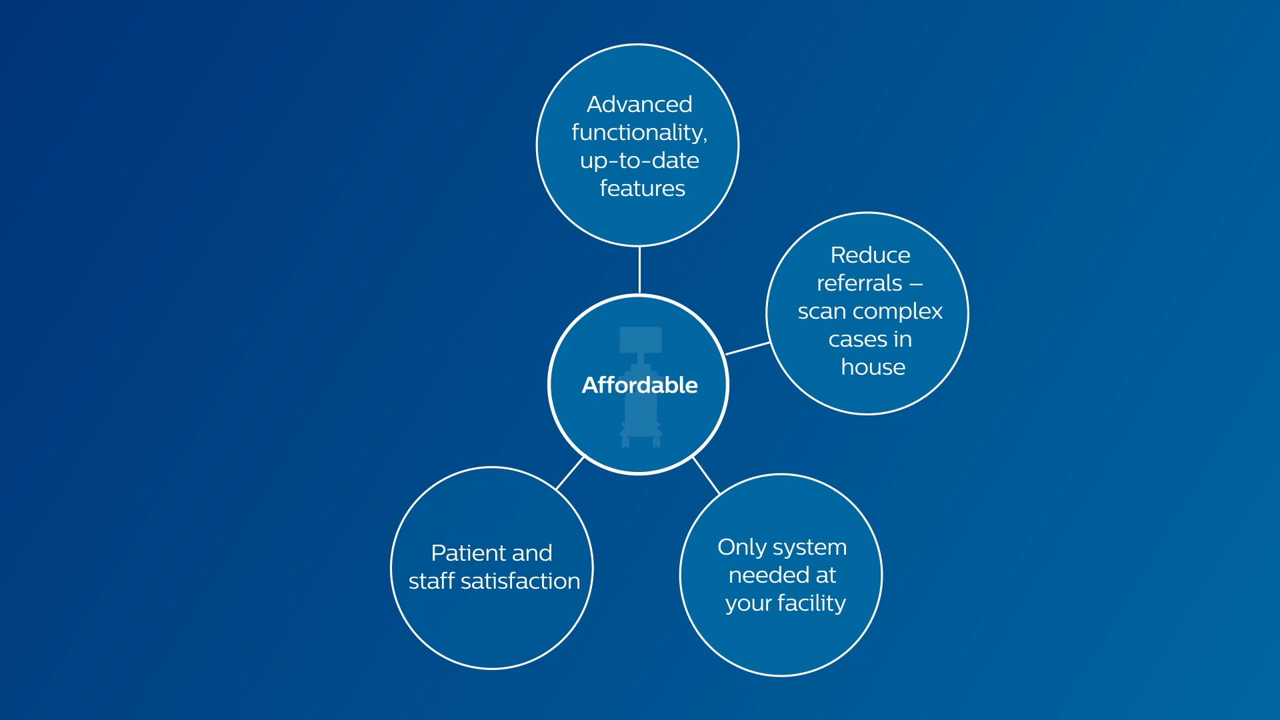 Advanced
functionality,
up-to-date
features
Reduce
referrals –
scan complex
cases in
house
Affordable
Patient and
staff satisfaction
Only system
needed at
your facility